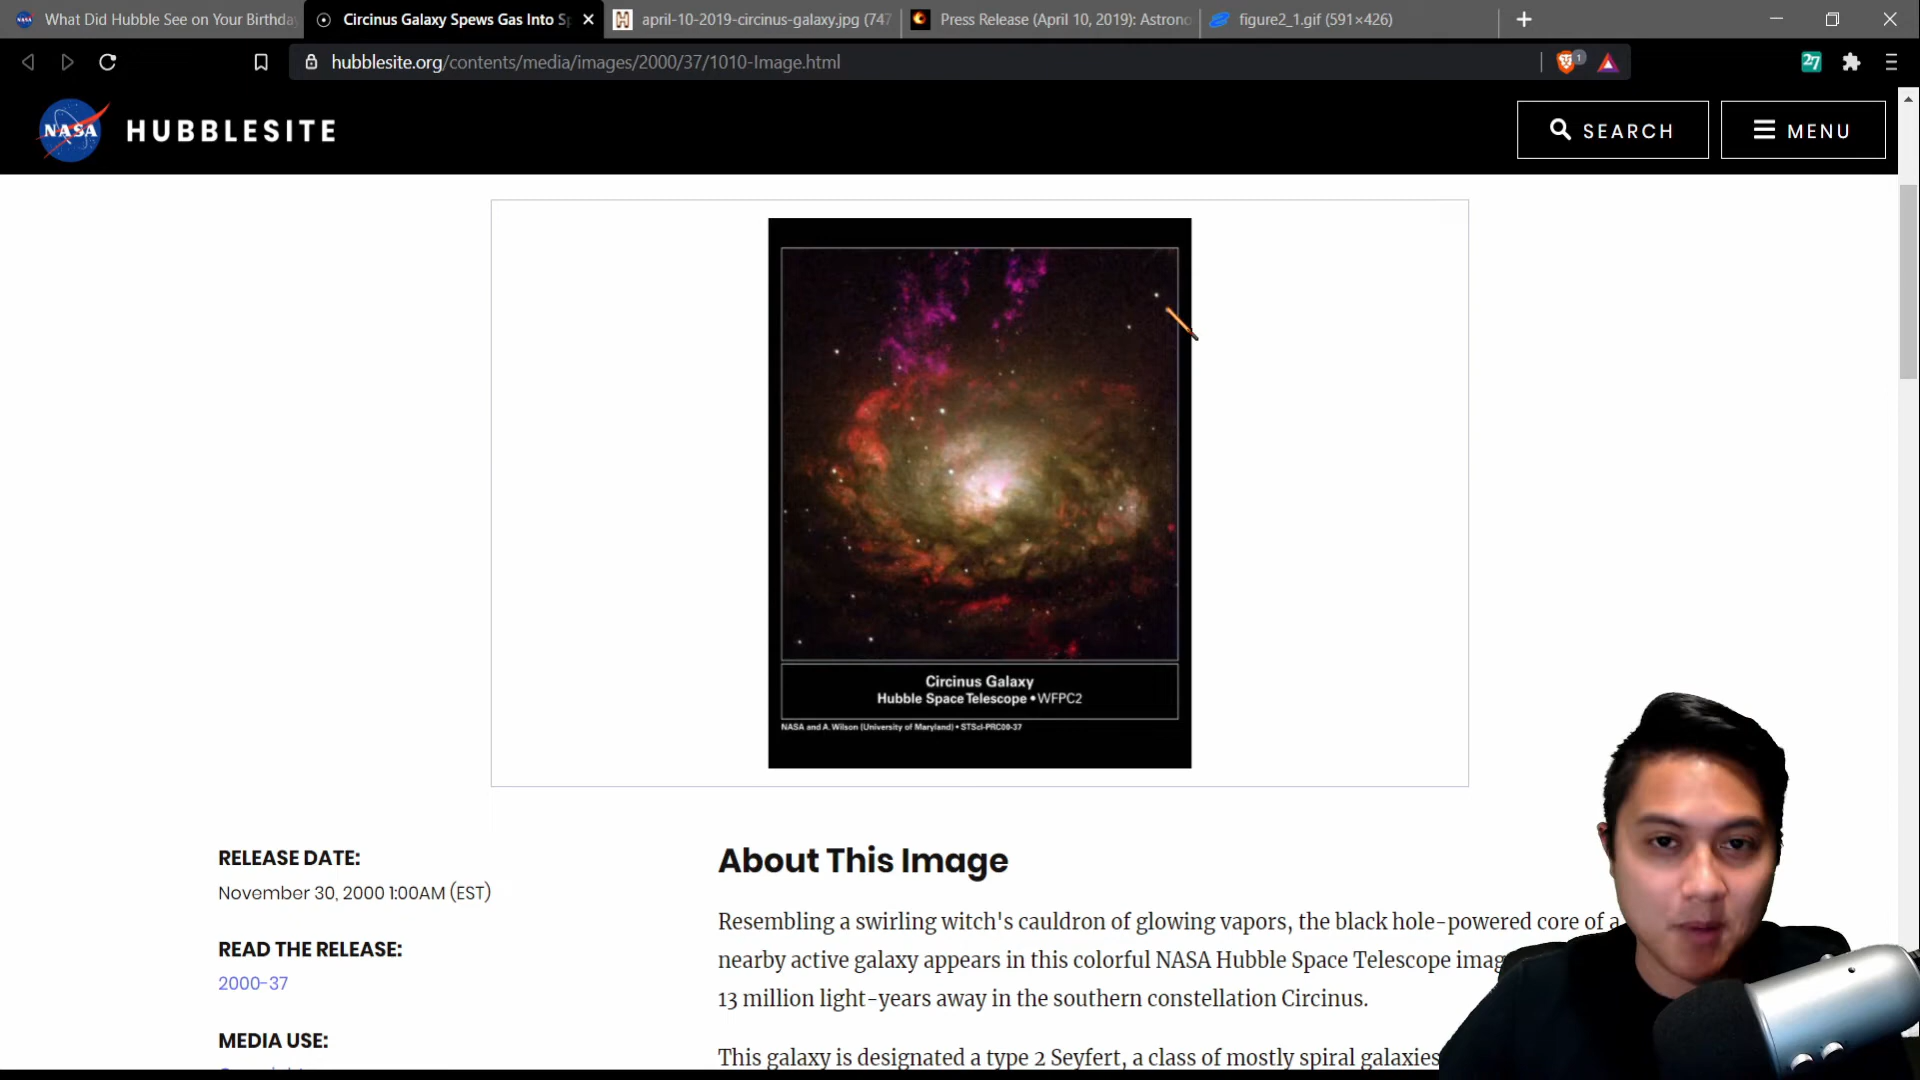 What Did Hubble See on Your Birthda
Circinus Galaxy Spews Gas Into Sp
april-10-2019-circinus-galaxy.jpg (747
Press Release (April 10, 2019): Astrono
figure2_1.gif (591×426)
hubblesite.org/contents/media/images/2000/37/1010-Image.html
1
27
NASA
HUBBLESITE
SEARCH
MENU
Circinus Galaxy
Hubble Space Telescope • WFPC2
NASA and A. Wilson (University of Maryland) • STScI-PRC00-37
RELEASE DATE:
November 30, 2000 1:00AM (EST)
READ THE RELEASE:
2000-37
MEDIA USE:
About This Image
Resembling a swirling witch's cauldron of glowing vapors, the black hole-powered core of a
nearby active galaxy appears in this colorful NASA Hubble Space Telescope imag
13 million light-years away in the southern constellation Circinus.
This galaxy is designated a type 2 Seyfert, a class of mostly spiral galaxies